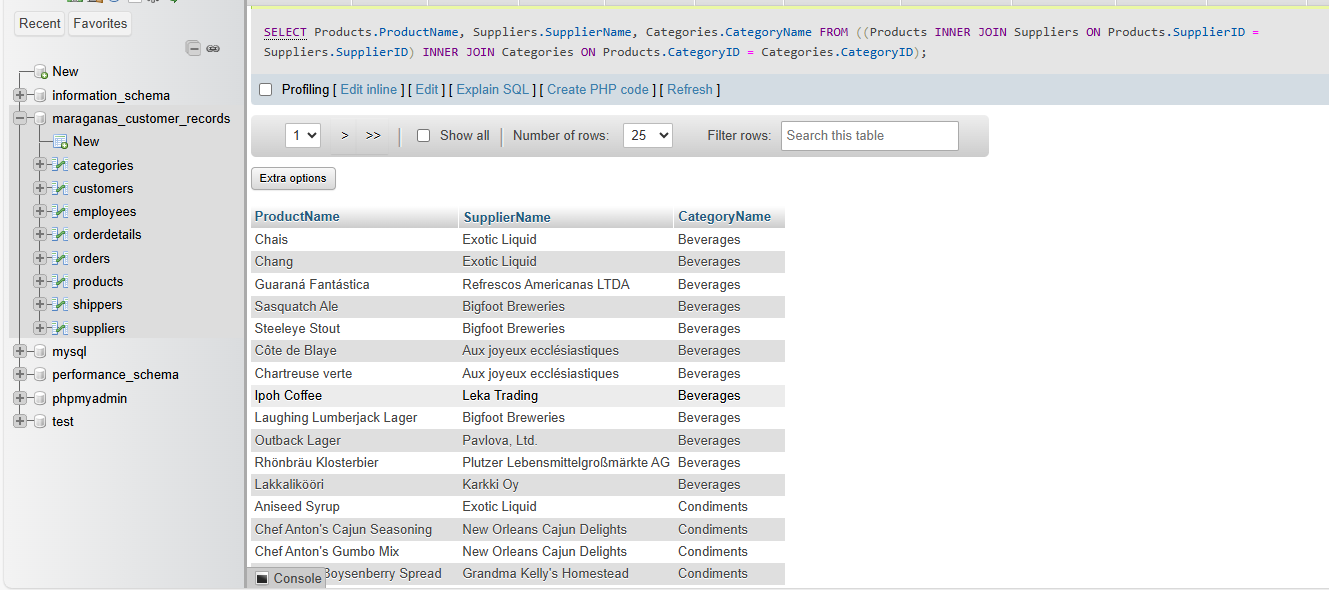 Recent Favorites
New
information_schema
maraganas_customer_records
New
categories
customers
employees
orderdetails
orders
products
shippers
suppliers
mysql
performance_schema
phpmyadmin
test
SELECT Products.ProductName, Suppliers.SupplierName, Categories.CategoryName FROM ((Products INNER JOIN Suppliers ON Products.SupplierID =
Suppliers.SupplierID) INNER JOIN Categories ON Products.CategoryID = Categories.CategoryID);
Profiling [ Edit inline ] [ Edit ] [ Explain SQL ] [ Create PHP code ] [ Refresh ]
1 > >> | Show all | Number of rows: 25 Filter rows: Search this table
Extra options
ProductName SupplierName CategoryName
Chais Exotic Liquid Beverages
Chang Exotic Liquid Beverages
Guaraná Fantástica Refrescos Americanas LTDA Beverages
Sasquatch Ale Bigfoot Breweries Beverages
Steeleye Stout Bigfoot Breweries Beverages
Côte de Blaye Aux joyeux ecclésiastiques Beverages
Chartreuse verte Aux joyeux ecclésiastiques Beverages
Ipoh Coffee Leka Trading Beverages
Laughing Lumberjack Lager Bigfoot Breweries Beverages
Outback Lager Pavlova, Ltd. Beverages
Rhönbräu Klosterbier Plutzer Lebensmittelgroßmärkte AG Beverages
Lakkalikööri Karkki Oy Beverages
Aniseed Syrup Exotic Liquid Condiments
Chef Anton's Cajun Seasoning New Orleans Cajun Delights Condiments
Chef Anton's Gumbo Mix New Orleans Cajun Delights Condiments
Console Boysenberry Spread Grandma Kelly's Homestead Condiments